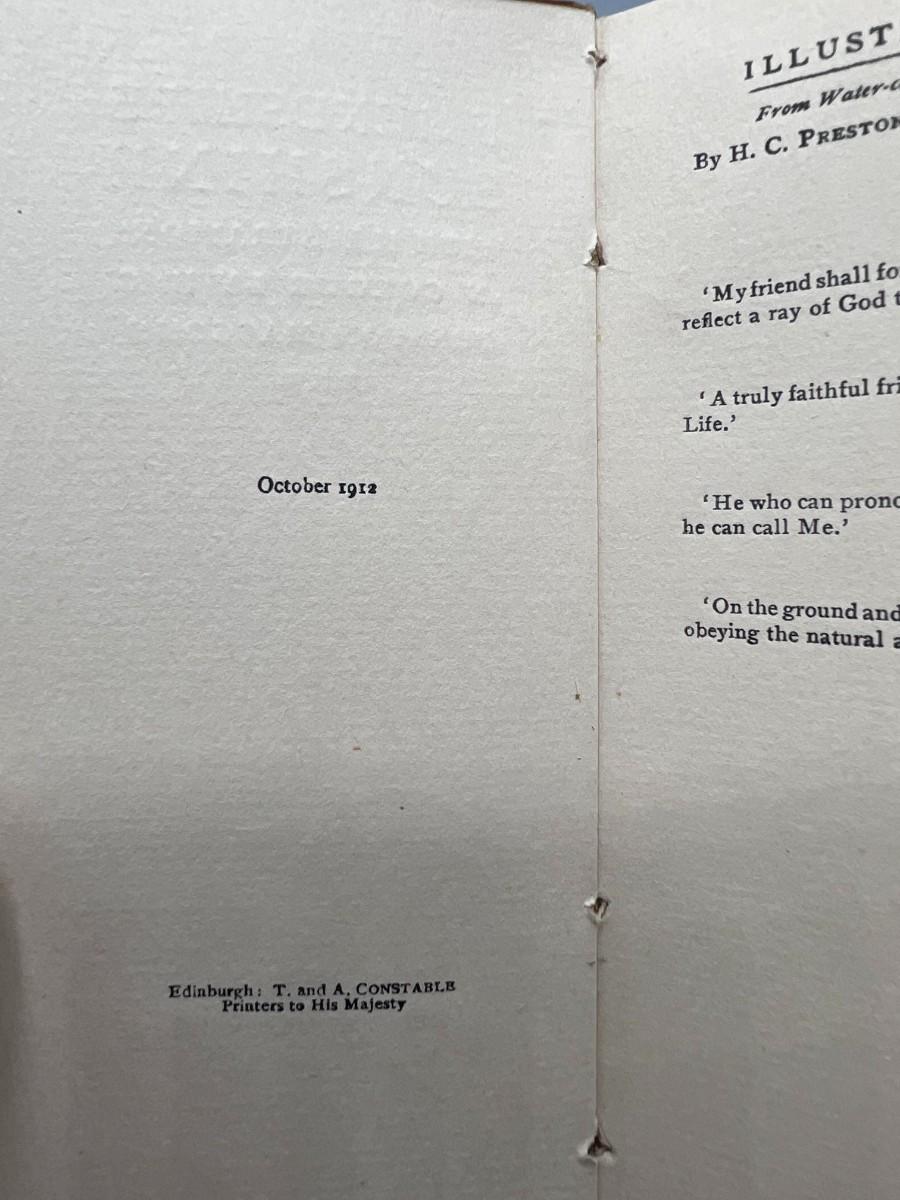 October 1912
Edinburgh: T. and A. CONSTABLE
Printers to His Majesty
ILLUST
From Water-c
By H. C. PRESTON
‘My friend shall fo
reflect a ray of God t
‘A truly faithful fri
Life.’
‘He who can prono
he can call Me.’
‘On the ground and
obeying the natural a